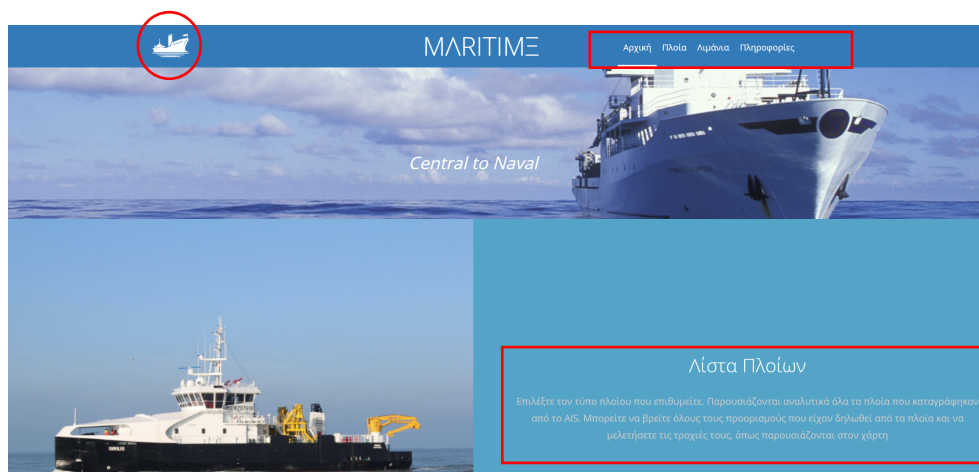 MARITIME
Αρχική Πλοία Λιμάνια Πληροφορίες
Central to Naval
Λίστα Πλοίων
Επιλέξτε τον τύπο πλοίου που επιθυμείτε. Παρουσιάζονται αναλυτικά όλα τα πλοία που καταγράφηκαν
από το AIS. Μπορείτε να βρείτε όλους τους προορισμούς που είχαν δηλωθεί από τα πλοία και να
μελετήσετε τις τροχιές τους, όπως παρουσιάζονται στον χάρτη